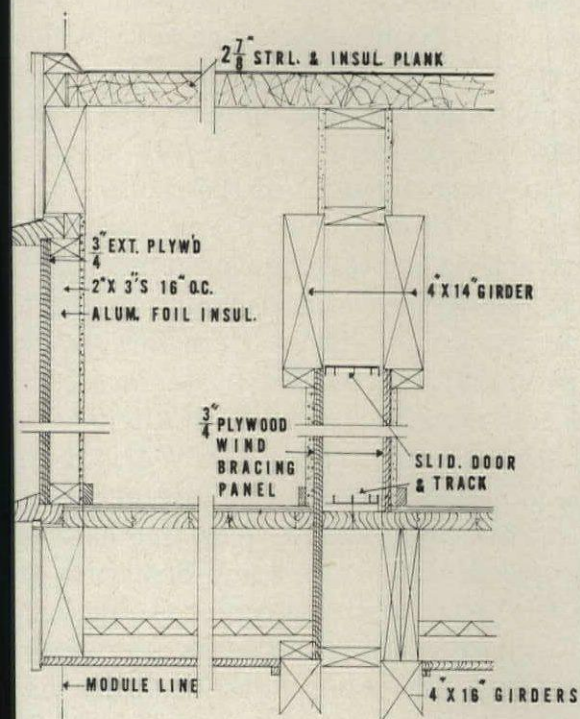 2 7/8" STRL. & INSUL PLANK
3/4" EXT. PLYW'D
2" X 3"S 16" O.C.
ALUM. FOIL INSUL.
4" X 14" GIRDER
3/4" PLYWOOD
WIND
BRACING
PANEL
SLID. DOOR
& TRACK
MODULE LINE
4" X 16" GIRDERS